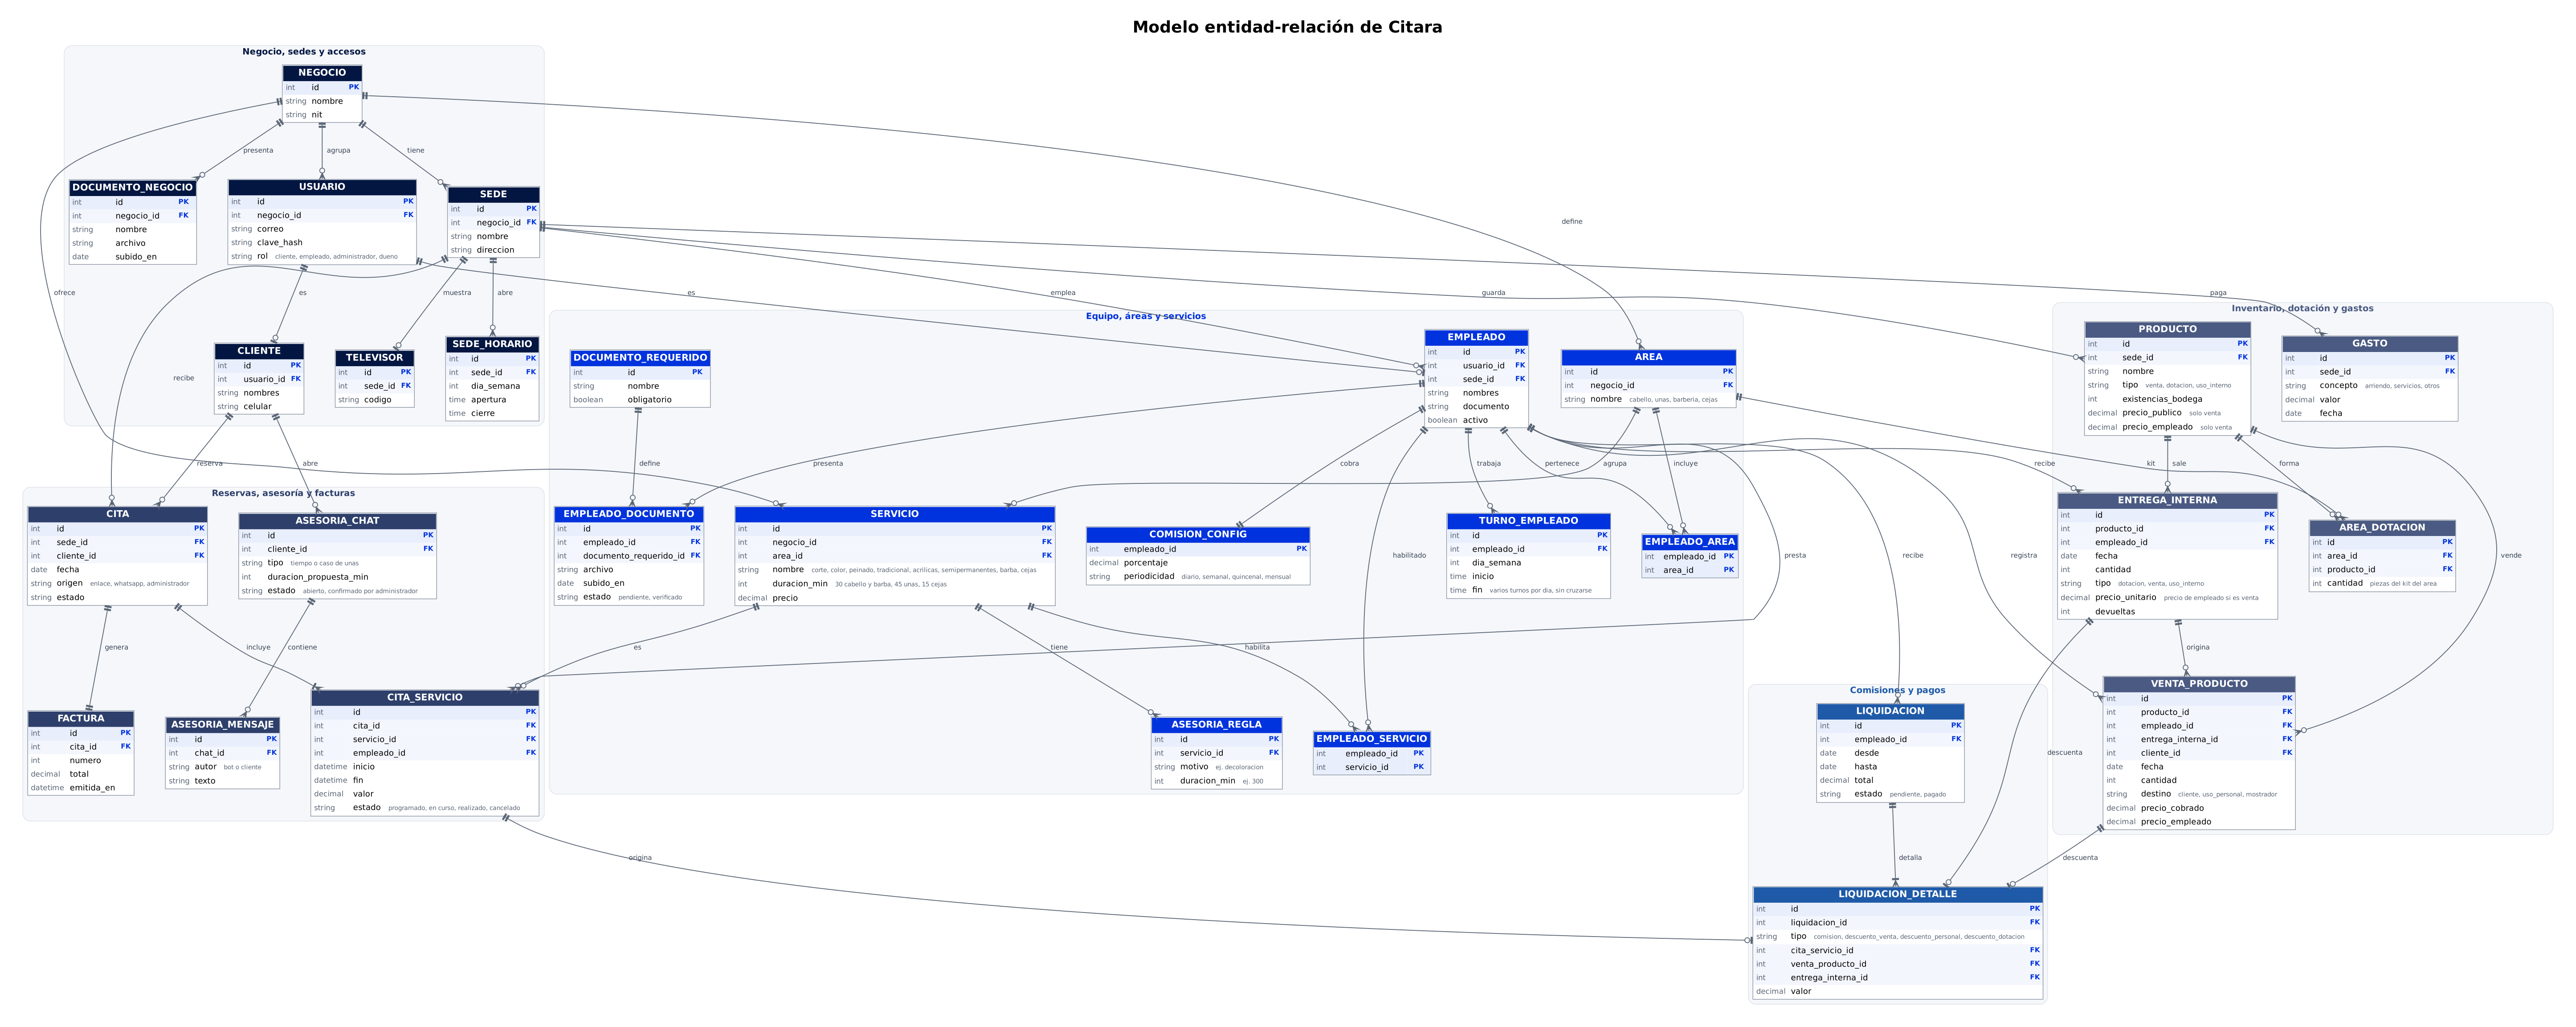 Modelo entidad-relación de Citara
Negocio, sedes y accesos
NEGOCIO
int id PK
string nombre
string nit
presenta
agrupa
tiene
DOCUMENTO_NEGOCIO
int id PK
int negocio_id FK
string nombre
string archivo
date subido_en
USUARIO
int id PK
int negocio_id FK
string correo
string clave_hash
string rol cliente, empleado, administrador, dueno
SEDE
int id PK
int negocio_id FK
string nombre
string direccion
define
ofrece
es
muestra
abre
es
emplea
guarda
paga
CLIENTE
int id PK
int usuario_id FK
string nombres
string celular
TELEVISOR
int id PK
int sede_id FK
string codigo
SEDE_HORARIO
int id PK
int sede_id FK
int dia_semana
time apertura
time cierre
recibe
reserva
abre
Equipo, áreas y servicios
DOCUMENTO_REQUERIDO
int id PK
string nombre
boolean obligatorio
EMPLEADO
int id PK
int usuario_id FK
int sede_id FK
string nombres
string documento
boolean activo
AREA
int id PK
int negocio_id FK
string nombre cabello, unas, barberia, cejas
define
presenta
cobra
trabaja
pertenece
agrupa
incluye
Inventario, dotación y gastos
PRODUCTO
int id PK
int sede_id FK
string nombre
string tipo venta, dotacion, uso_interno
int existencias_bodega
decimal precio_publico solo venta
decimal precio_empleado solo venta
GASTO
int id PK
int sede_id FK
string concepto arriendo, servicios, otros
decimal valor
date fecha
recibe
kit
sale
forma
Reservas, asesoría y facturas
CITA
int id PK
int sede_id FK
int cliente_id FK
date fecha
string origen enlace, whatsapp, administrador
string estado
ASESORIA_CHAT
int id PK
int cliente_id FK
string tipo tiempo o caso de unas
int duracion_propuesta_min
string estado abierto, confirmado por administrador
EMPLEADO_DOCUMENTO
int id PK
int empleado_id FK
int documento_requerido_id FK
string archivo
date subido_en
string estado pendiente, verificado
SERVICIO
int id PK
int negocio_id FK
int area_id FK
string nombre corte, color, peinado, tradicional, acrilicas, semipermanentes, barba, cejas
int duracion_min 30 cabello y barba, 45 unas, 15 cejas
decimal precio
COMISION_CONFIG
int empleado_id PK
decimal porcentaje
string periodicidad diario, semanal, quincenal, mensual
habilitado
TURNO_EMPLEADO
int id PK
int empleado_id FK
int dia_semana
time inicio
time fin varios turnos por dia, sin cruzarse
EMPLEADO_AREA
int empleado_id PK
int area_id PK
presta
recibe
registra
ENTREGA_INTERNA
int id PK
int producto_id FK
int empleado_id FK
date fecha
int cantidad
string tipo dotacion, venta, uso_interno
decimal precio_unitario precio de empleado si es venta
int devueltas
AREA_DOTACION
int id PK
int area_id FK
int producto_id FK
int cantidad piezas del kit del area
vende
genera
incluye
contiene
es
tiene
habilita
origina
FACTURA
int id PK
int cita_id FK
int numero
decimal total
datetime emitida_en
ASESORIA_MENSAJE
int id PK
int chat_id FK
string autor bot o cliente
string texto
CITA_SERVICIO
int id PK
int cita_id FK
int servicio_id FK
int empleado_id FK
datetime inicio
datetime fin
decimal valor
string estado programado, en curso, realizado, cancelado
ASESORIA_REGLA
int id PK
int servicio_id FK
string motivo ej. decoloracion
int duracion_min ej. 300
EMPLEADO_SERVICIO
int empleado_id PK
int servicio_id PK
Comisiones y pagos
LIQUIDACION
int id PK
int empleado_id FK
date desde
date hasta
decimal total
string estado pendiente, pagado
descuenta
VENTA_PRODUCTO
int id PK
int producto_id FK
int empleado_id FK
int entrega_interna_id FK
int cliente_id FK
date fecha
int cantidad
string destino cliente, uso_personal, mostrador
decimal precio_cobrado
decimal precio_empleado
origina
detalla
descuenta
LIQUIDACION_DETALLE
int id PK
int liquidacion_id FK
string tipo comision, descuento_venta, descuento_personal, descuento_dotacion
int cita_servicio_id FK
int venta_producto_id FK
int entrega_interna_id FK
decimal valor